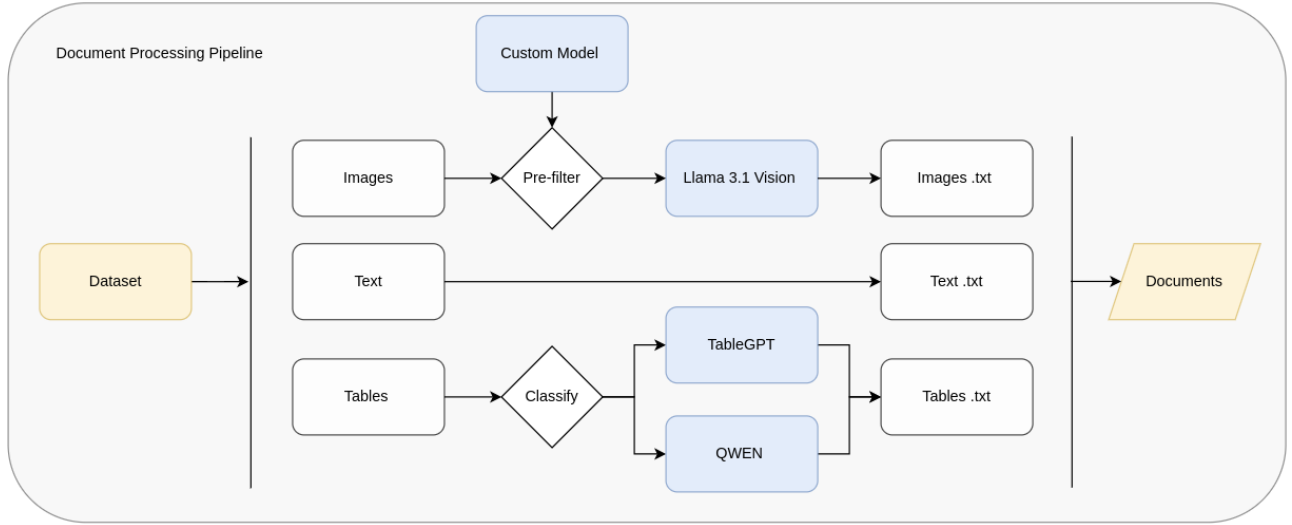 Document Processing Pipeline
Custom Model
Images
Pre-filter
Llama 3.1 Vision
Images .txt
Dataset
Text
Text .txt
Documents
TableGPT
Tables
Classify
Tables .txt
QWEN